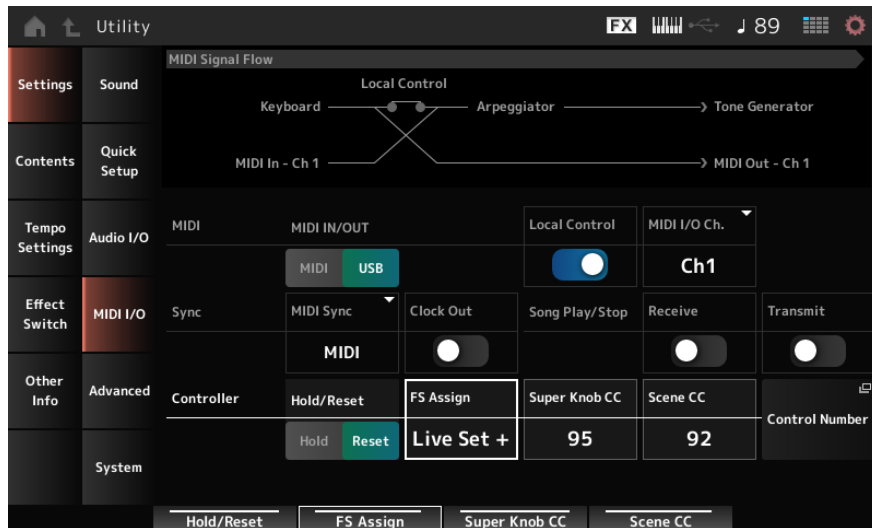 Utility
FX
89
Settings
Sound
MIDI Signal Flow
Local Control
Keyboard
Arpeggiator
Tone Generator
Contents
Quick
Setup
MIDI In - Ch 1
MIDI Out - Ch 1
Tempo
Settings
Audio I/O
MIDI
MIDI IN/OUT
Local Control
MIDI I/O Ch.
MIDI
USB
Ch1
Effect
Switch
MIDI I/O
Sync
MIDI Sync
Clock Out
Song Play/Stop
Receive
Transmit
MIDI
Other
Info
Advanced
Controller
Hold/Reset
FS Assign
Super Knob CC
Scene CC
Control Number
Hold
Reset
Live Set +
95
92
System
Hold/Reset
FS Assign
Super Knob CC
Scene CC